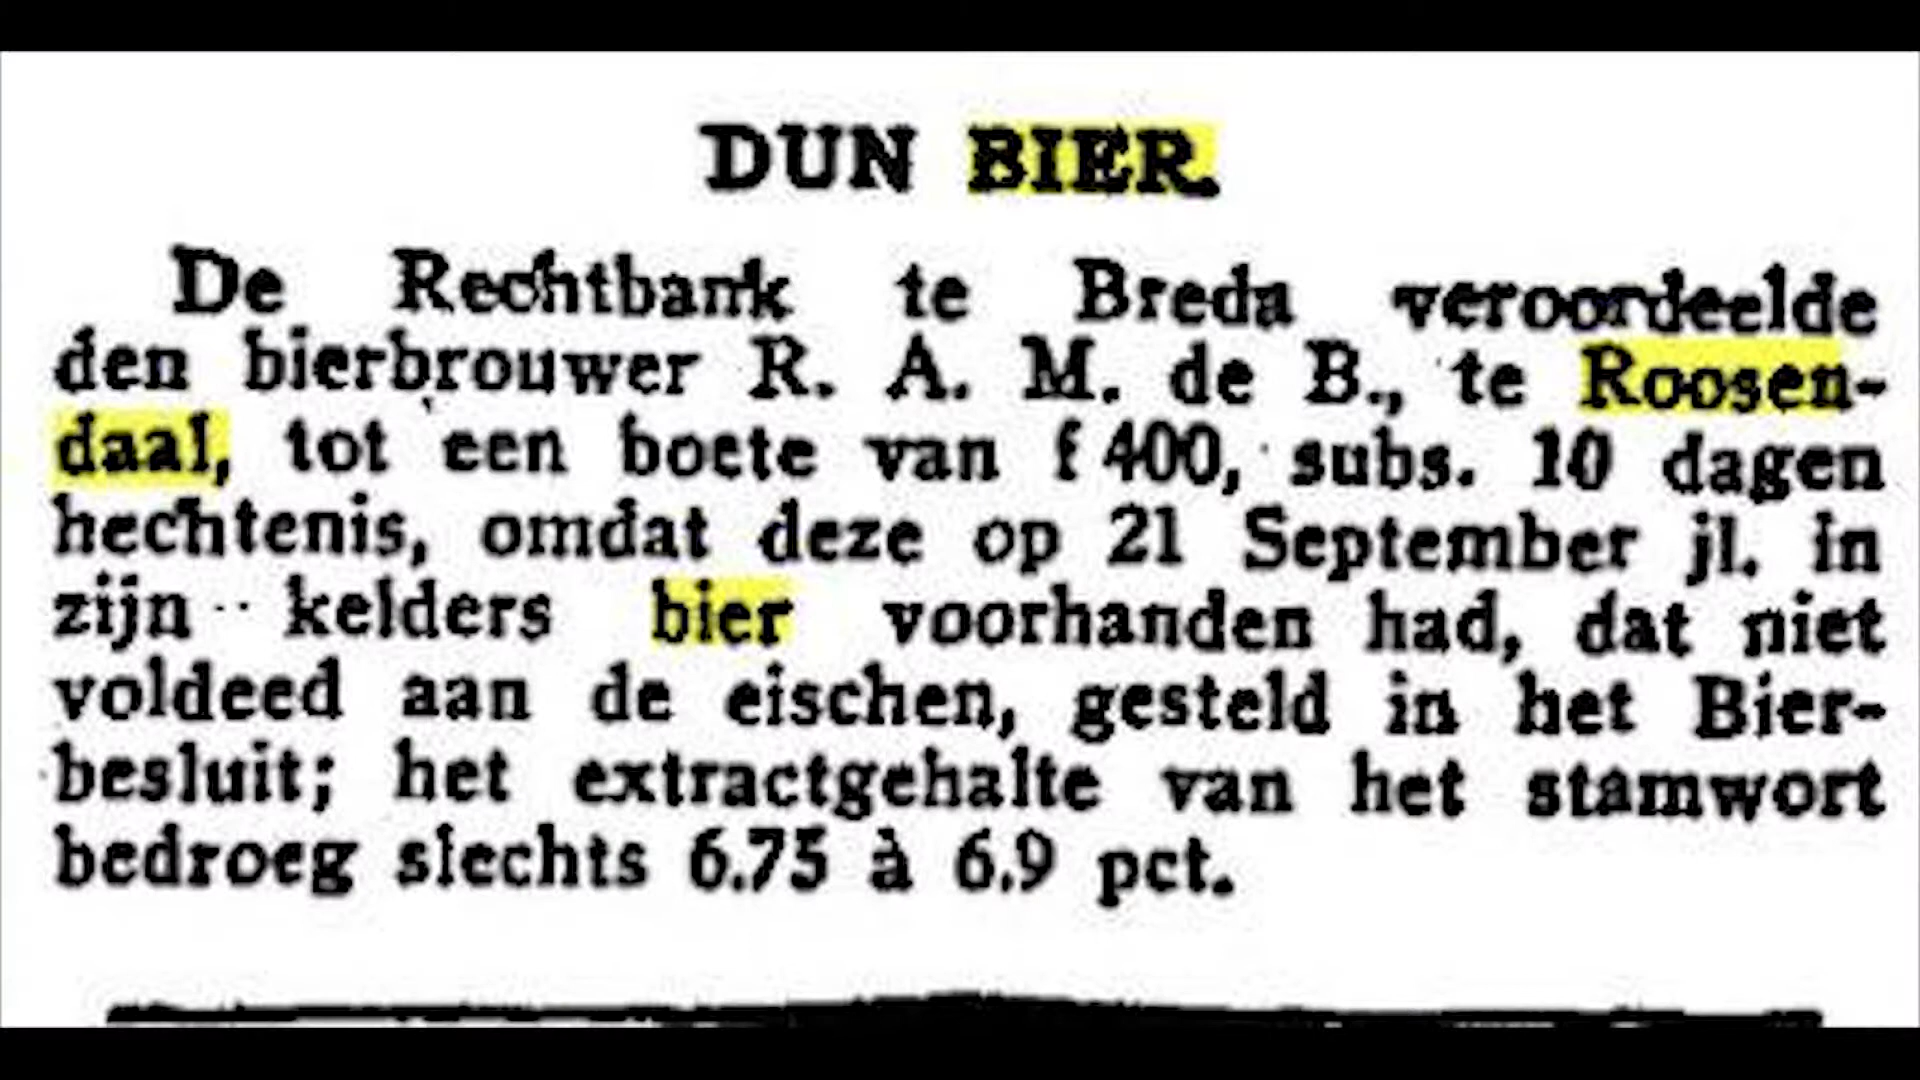 DUN BIER.
De Rechtbank te Breda veroordeelde
den bierbrouwer R. A. M. de B., te Roosen-
daal, tot een boete van f 400, subs. 10 dagen
hechtenis, omdat deze op 21 September jl. in
zijn kelders bier voorhanden had, dat niet
voldeed aan de eischen, gesteld in het Bier-
besluit; het extractgehalte van het stamwort
bedroeg slechts 6.75 à 6.9 pct.